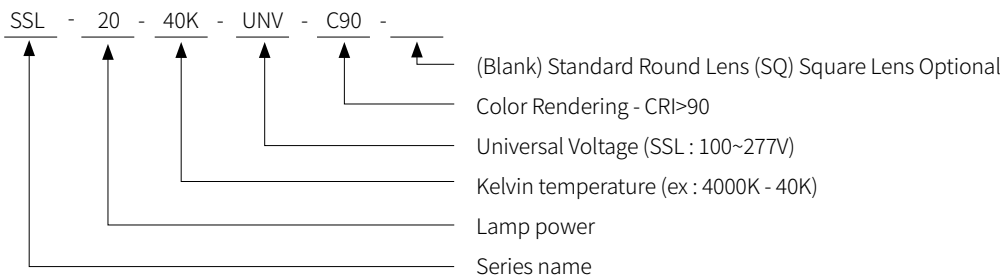 SSL - 20 - 40K - UNV - C90 -
(Blank) Standard Round Lens (SQ) Square Lens Optional
Color Rendering - CRI>90
Universal Voltage (SSL : 100~277V)
Kelvin temperature (ex : 4000K - 40K)
Lamp power
Series name